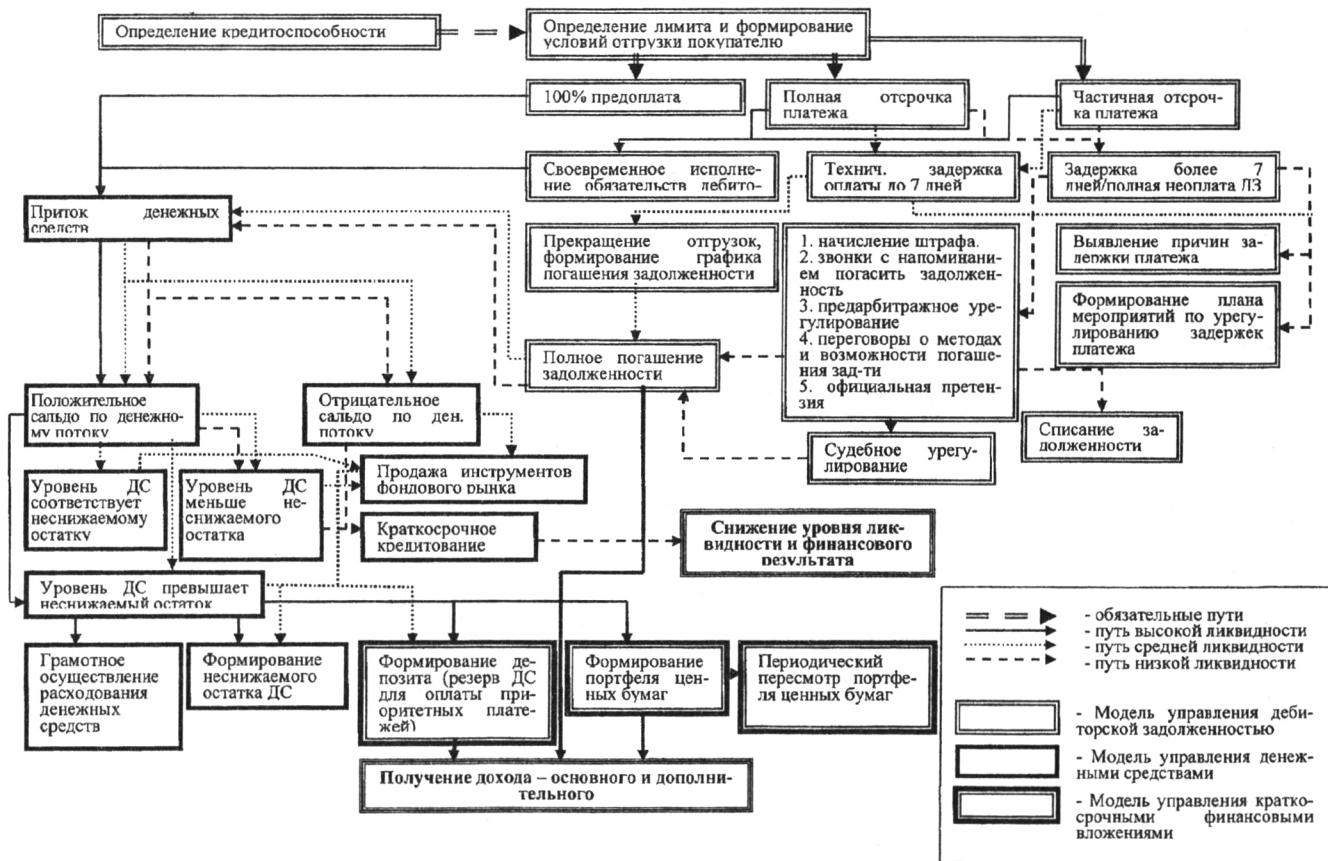 Определение кредитоспособности
Определение лимита и формирование
условий отгрузки покупателю
100% предоплата
Полная отсрочка
платежа
Частичная отсроч-
ка платежа
Своевременное исполне-
ние обязательств дебито-
Технич. задержка
оплаты до 7 дней
Задержка более 7
дней/полная неоплата ДЗ
Приток денежных
средств
Прекращение отгрузок,
формирование графика
погашения задолженности
1. начисление штрафа.
2. звонки с напоминани-
ем погасить задолжен-
ность
3. предарбитражное уре-
гулирование
4. переговоры о методах
и возможности погаше-
ния зад-ти
5. официальная претен-
зия
Выявление причин за-
держки платежа
Формирование плана
мероприятий по урегу-
лированию задержек
платежа
Полное погашение
задолженности
Положительное
сальдо по денежно-
му потоку
Отрицательное
сальдо по ден.
потоку
Судебное урегу-
лирование
Списание за-
долженности
Уровень ДС
соответствует
неснижаемому
остатку
Уровень ДС
меньше не-
снижаемого
остатка
Продажа инструментов
фондового рынка
Краткосрочное
кредитование
Снижение уровня лик-
видности и финансового
результата
Уровень ДС превышает
неснижаемый остаток
Грамотное
осуществление
расходования
денежных
средств
Формирование
неснижаемого
остатка ДС
Формирование де-
позита (резерв ДС
для оплаты при-
оритетных плате-
жей)
Формирование
портфеля цен-
ных бумаг
Периодический
пересмотр портфе-
ля ценных бумаг
Получение дохода – основного и дополни-
тельного
- обязательные пути
- путь высокой ликвидности
- путь средней ликвидности
- путь низкой ликвидности
- Модель управления деби-
торской задолженностью
- Модель управления денеж-
ными средствами
- Модель управления кратко-
срочными финансовыми
вложениями